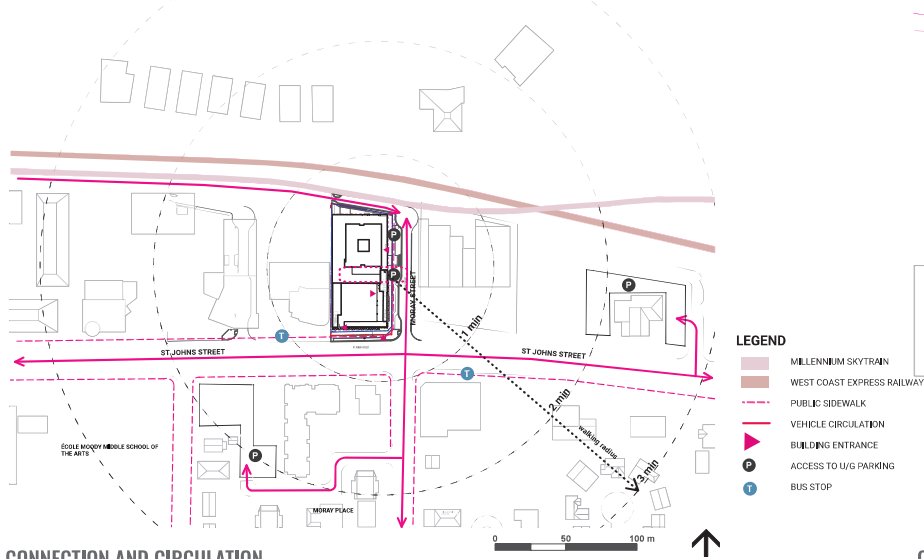 P
P
MORAY STREET
P
1 min
T
ST JOHNS STREET
ST JOHNS STREET
T
2 min
walking radius
3 min
ÉCOLE MOODY MIDDLE SCHOOL OF
THE ARTS
P
MORAY PLACE
LEGEND
MILLENNIUM SKYTRAIN
WEST COAST EXPRESS RAILWAY
PUBLIC SIDEWALK
VEHICLE CIRCULATION
BUILDING ENTRANCE
P ACCESS TO U/G PARKING
T BUS STOP
0 50 100 m
CONNECTION AND CIRCULATION